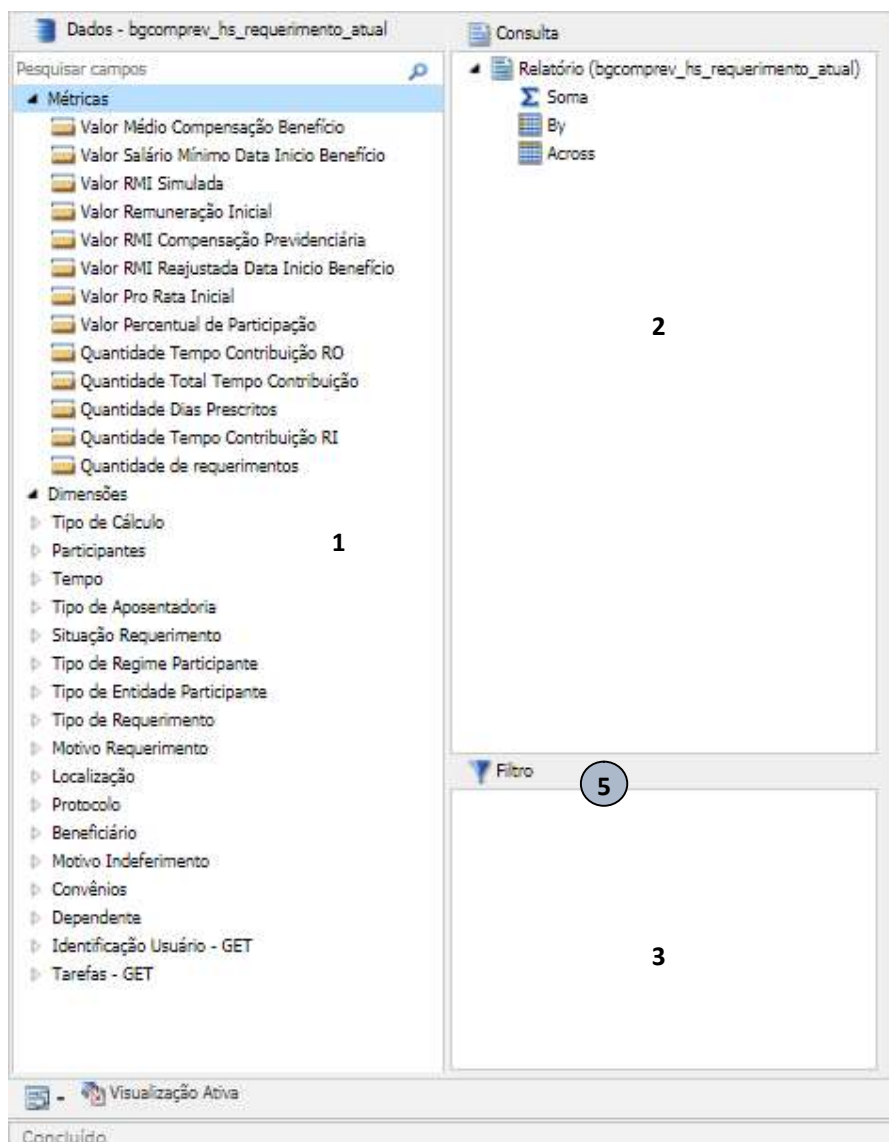 Dados - bgcomprev_hs_requerimento_atual
Pesquisar campos
Métricas
Valor Médio Compensação Benefício
Valor Salário Mínimo Data Inicio Benefício
Valor RMI Simulada
Valor Remuneração Inicial
Valor RMI Compensação Previdenciária
Valor RMI Reajustada Data Inicio Benefício
Valor Pro Rata Inicial
Valor Percentual de Participação
Quantidade Tempo Contribuição RO
Quantidade Total Tempo Contribuição
Quantidade Dias Prescritos
Quantidade Tempo Contribuição RI
Quantidade de requerimentos
Dimensões
Tipo de Cálculo
Participantes
1
Tempo
Tipo de Aposentadoria
Situação Requerimento
Tipo de Regime Participante
Tipo de Entidade Participante
Tipo de Requerimento
Motivo Requerimento
Localização
Protocolo
Beneficiário
Motivo Indeferimento
Convênios
Dependente
Identificação Usuário - GET
Tarefas - GET
Consulta
Relatório (bgcomprev_hs_requerimento_atual)
Soma
By
Across
2
Filtro
5
3
Visualização Ativa
Concluído